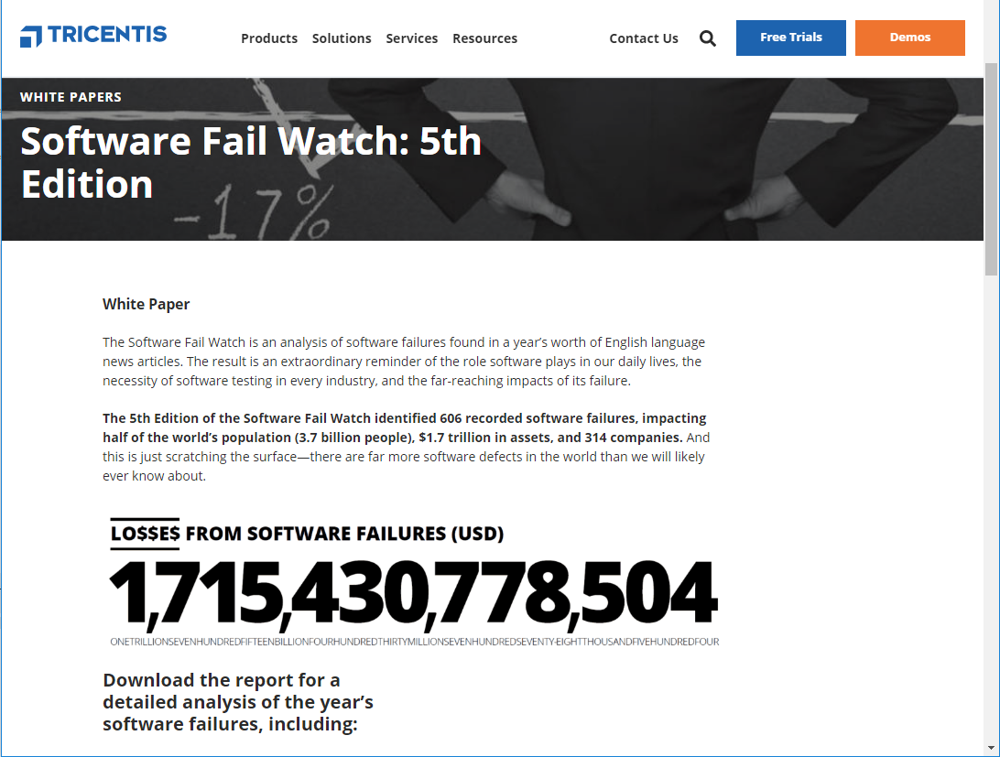 TRICENTIS
Products Solutions Services Resources Contact Us Free Trials Demos
WHITE PAPERS
Software Fail Watch: 5th
Edition
-17%
White Paper
The Software Fail Watch is an analysis of software failures found in a year’s worth of English language
news articles. The result is an extraordinary reminder of the role software plays in our daily lives, the
necessity of software testing in every industry, and the far-reaching impacts of its failure.
The 5th Edition of the Software Fail Watch identified 606 recorded software failures, impacting
half of the world’s population (3.7 billion people), $1.7 trillion in assets, and 314 companies. And
this is just scratching the surface—there are far more software defects in the world than we will likely
ever know about.
LO$$E$ FROM SOFTWARE FAILURES (USD)
1,715,430,778,504
ONETRILLIONSEVENHUNDREDFIFTEENBILLIONFOURHUNDREDTHIRTYMILLIONSEVENHUNDREDSEVENTY-EIGHTTHOUSANDFIVEHUNDREDFOUR
Download the report for a
detailed analysis of the year’s
software failures, including: